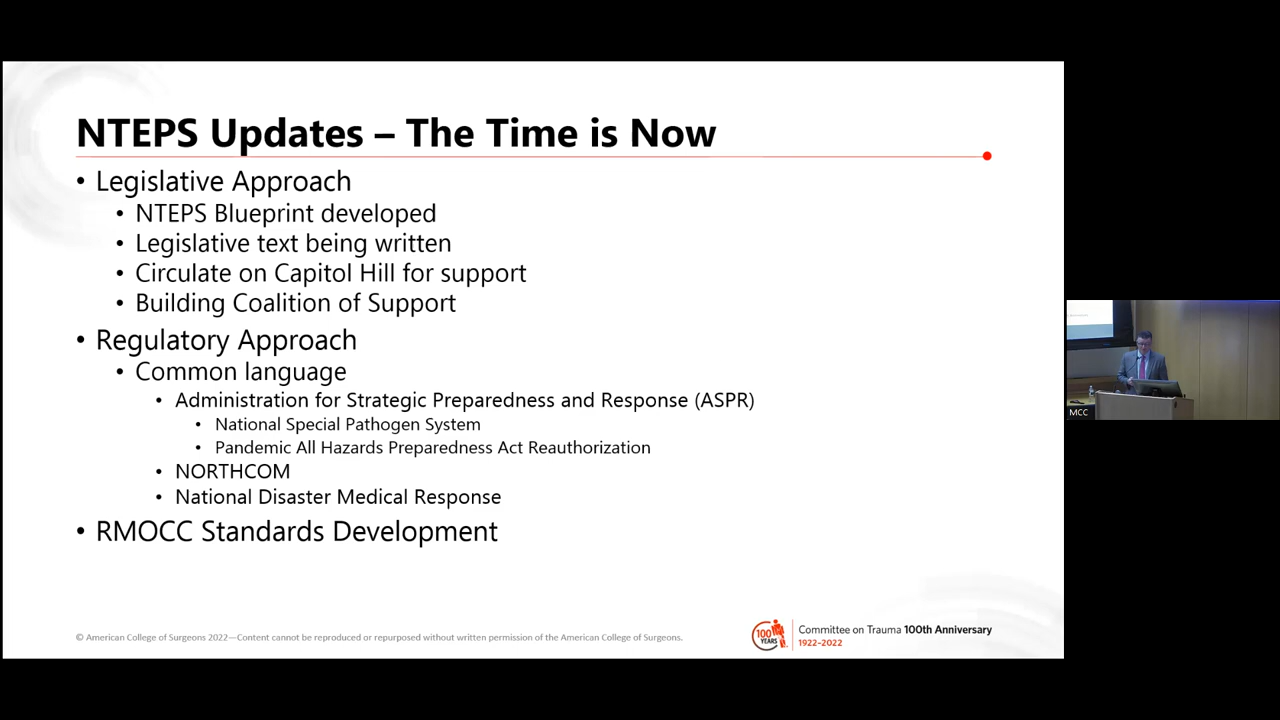 NTEPS Updates – The Time is Now
• Legislative Approach
• NTEPS Blueprint developed
• Legislative text being written
• Circulate on Capitol Hill for support
• Building Coalition of Support
• Regulatory Approach
• Common language
• Administration for Strategic Preparedness and Response (ASPR)
• National Special Pathogen System
• Pandemic All Hazards Preparedness Act Reauthorization
• NORTHCOM
• National Disaster Medical Response
• RMOCC Standards Development
MCC
© American College of Surgeons 2022—Content cannot be reproduced or repurposed without written permission of the American College of Surgeons.
100
YEARS
Committee on Trauma 100th Anniversary
1922-2022